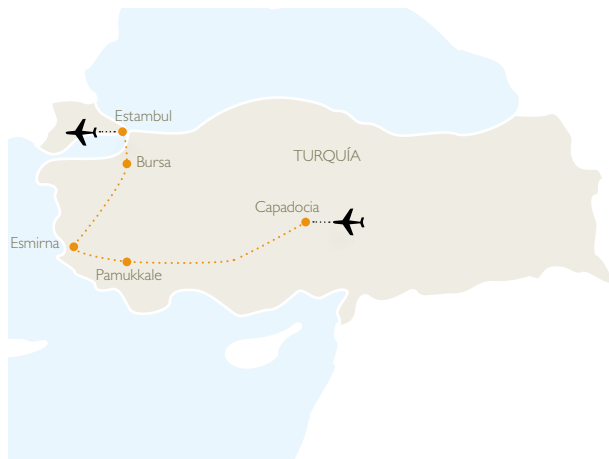 Estambul
Bursa
TURQUÍA
Capadocia
Esmirna
Pamukkale